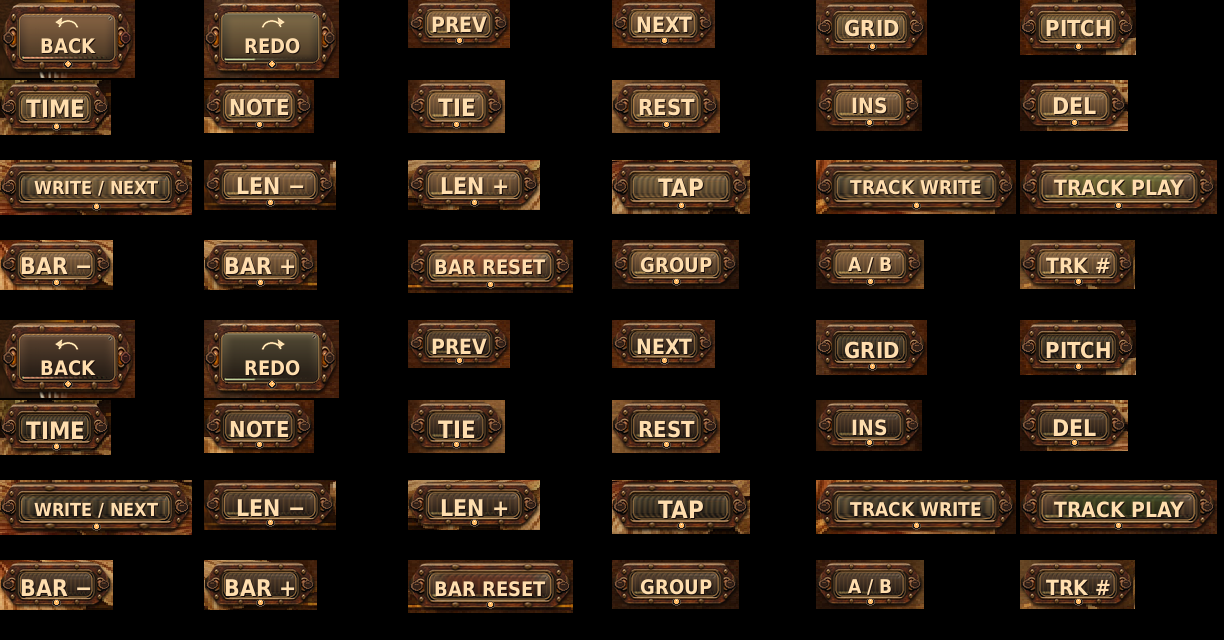 BACK REDO PREV NEXT GRID PITCH
TIME NOTE TIE REST INS DEL
WRITE / NEXT LEN − LEN + TAP TRACK WRITE TRACK PLAY
BAR − BAR + BAR RESET GROUP A / B TRK #
BACK REDO PREV NEXT GRID PITCH
TIME NOTE TIE REST INS DEL
WRITE / NEXT LEN − LEN + TAP TRACK WRITE TRACK PLAY
BAR − BAR + BAR RESET GROUP A / B TRK #